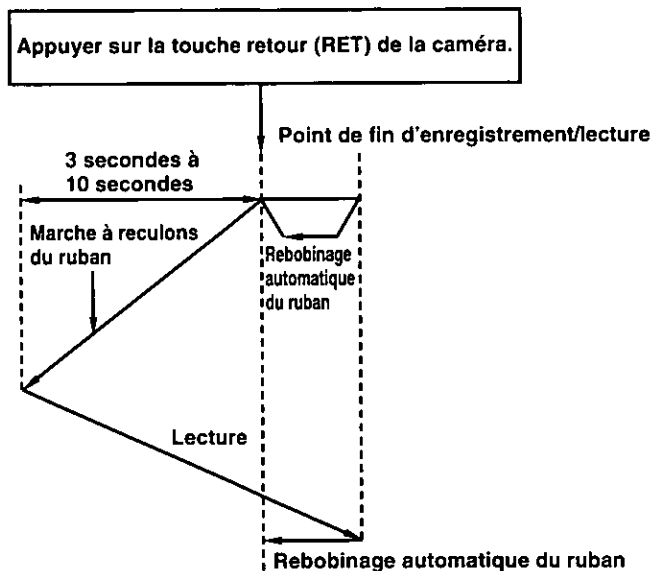 Appuyer sur la touche retour (RET) de la caméra.
Point de fin d'enregistrement/lecture
3 secondes à
10 secondes
Marche à reculons
du ruban
Rebobinage
automatique
du ruban
Lecture
Rebobinage automatique du ruban